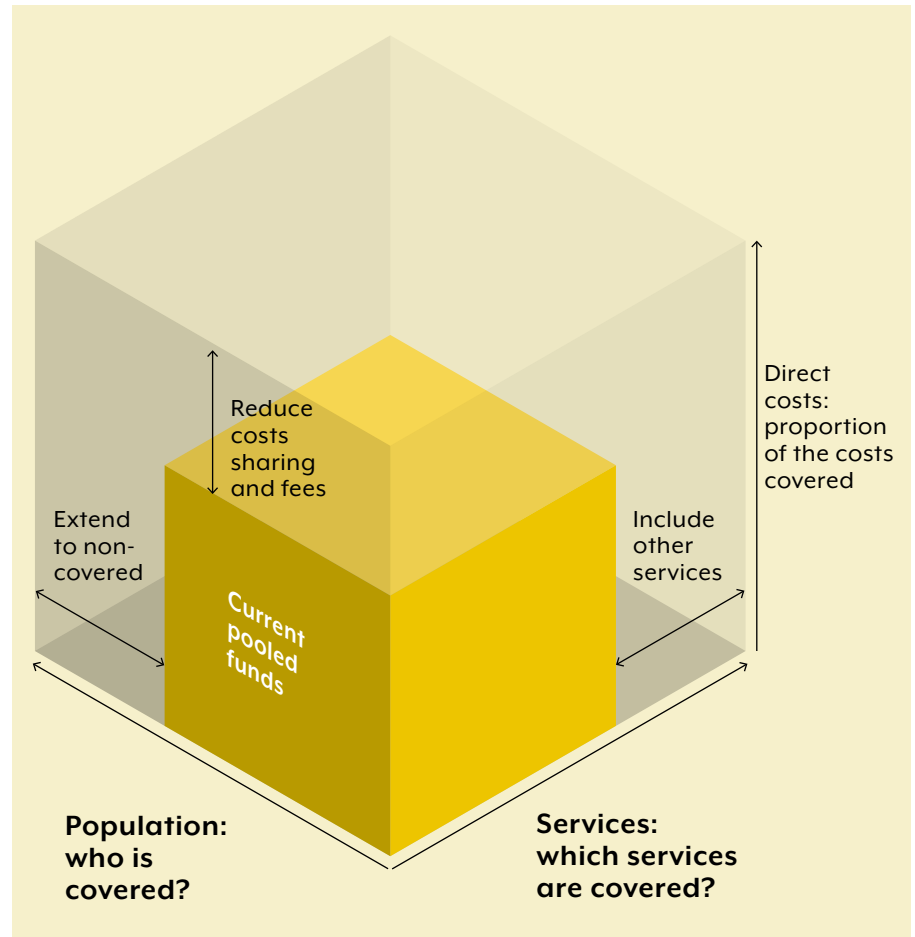 Reduce
costs
sharing
and fees
Direct
costs:
proportion
of the costs
covered
Extend
to non-
covered
Include
other
services
Current
pooled
funds
Population:
who is
covered?
Services:
which services
are covered?